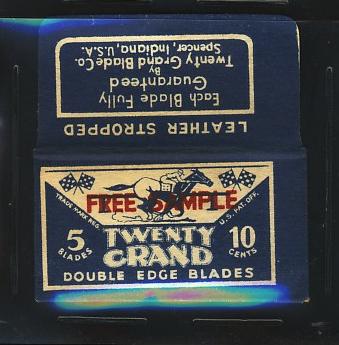 LEATHER STROPPED
Each Blade Fully
Guaranteed
BY
Twenty Grand Blade Co.
Spencer, Indiana, U.S.A.
FREE SAMPLE
TRADE MARK REG.
U.S. PAT. OFF.
5
BLADES
TWENTY
GRAND
10
CENTS
DOUBLE EDGE BLADES